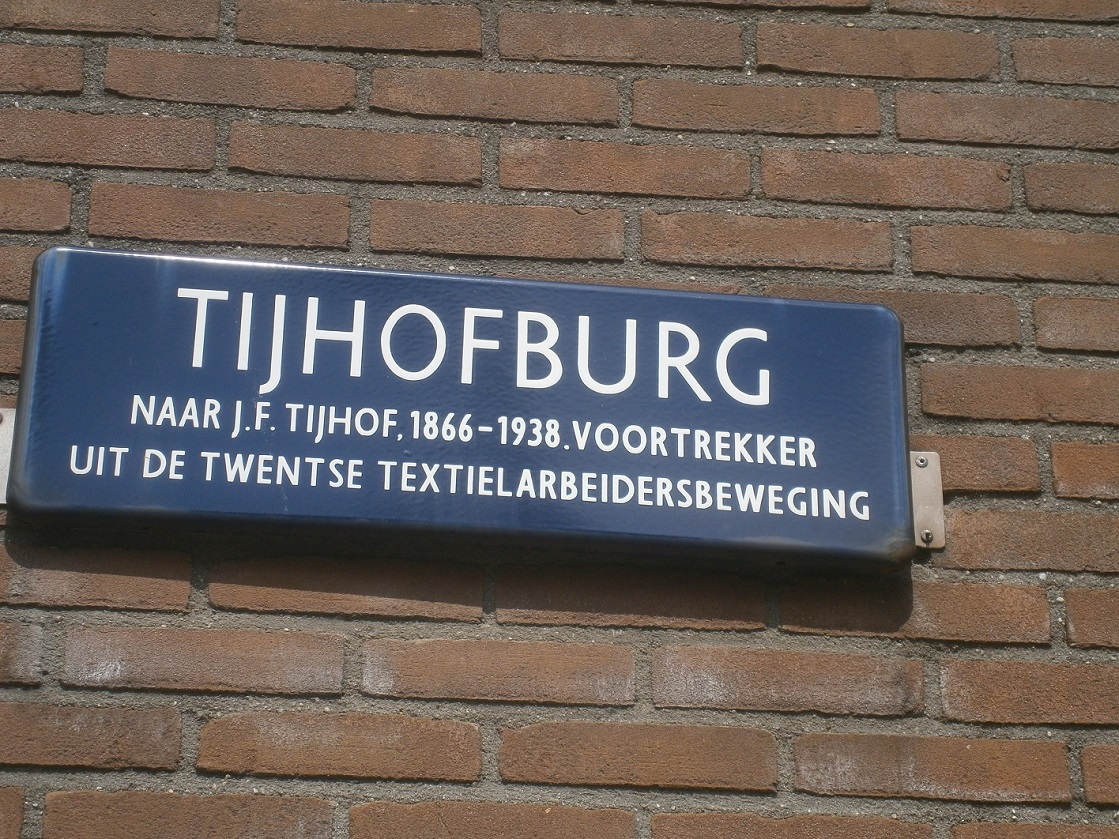 TIJHOFBURG
NAAR J.F. TIJHOF, 1866-1938. VOORTREKKER
UIT DE TWENTSE TEXTIELARBEIDERSBEWEGING